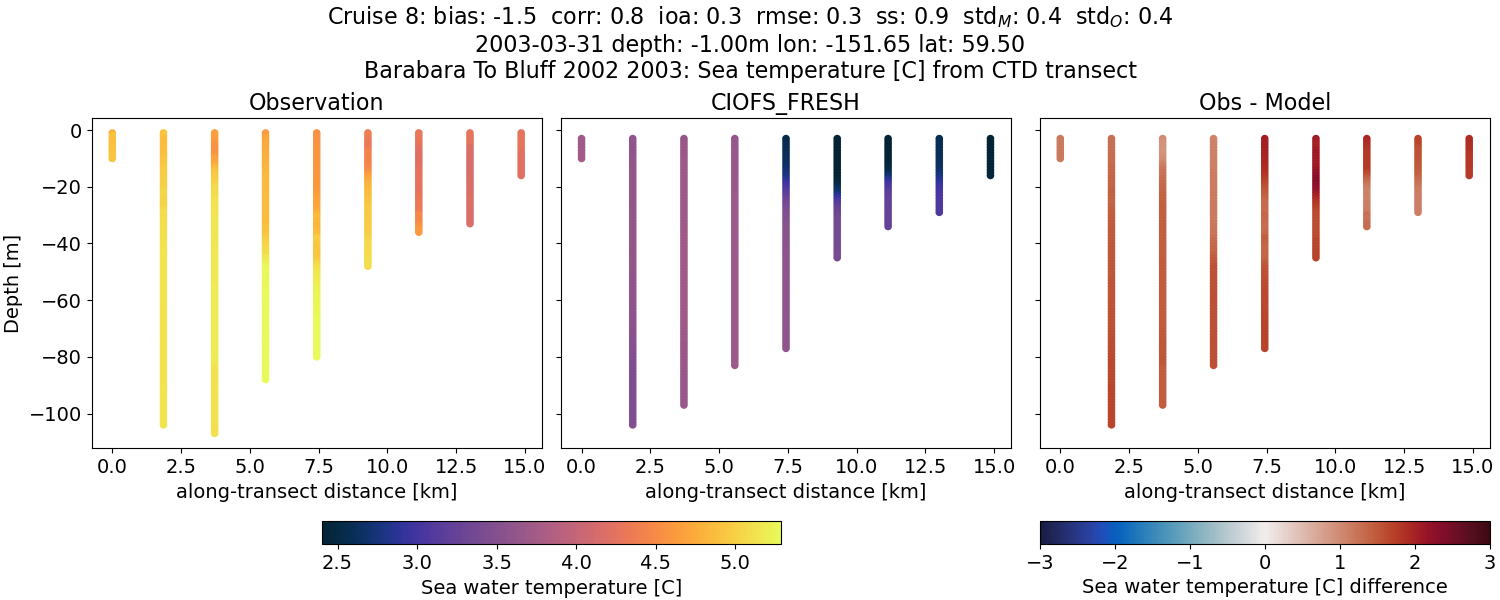 Cruise 8: bias: -1.5 corr: 0.8 ioa: 0.3 rmse: 0.3 ss: 0.9 std_M: 0.4 std_O: 0.4
2003-03-31 depth: -1.00m lon: -151.65 lat: 59.50
Barabara To Bluff 2002 2003: Sea temperature [C] from CTD transect
Observation
CIOFS_FRESH
Obs - Model
Depth [m]
0
−20
−40
−60
−80
−100
0.0 2.5 5.0 7.5 10.0 12.5 15.0
0.0 2.5 5.0 7.5 10.0 12.5 15.0
0.0 2.5 5.0 7.5 10.0 12.5 15.0
along-transect distance [km]
along-transect distance [km]
along-transect distance [km]
2.5 3.0 3.5 4.0 4.5 5.0
Sea water temperature [C]
−3 −2 −1 0 1 2 3
Sea water temperature [C] difference